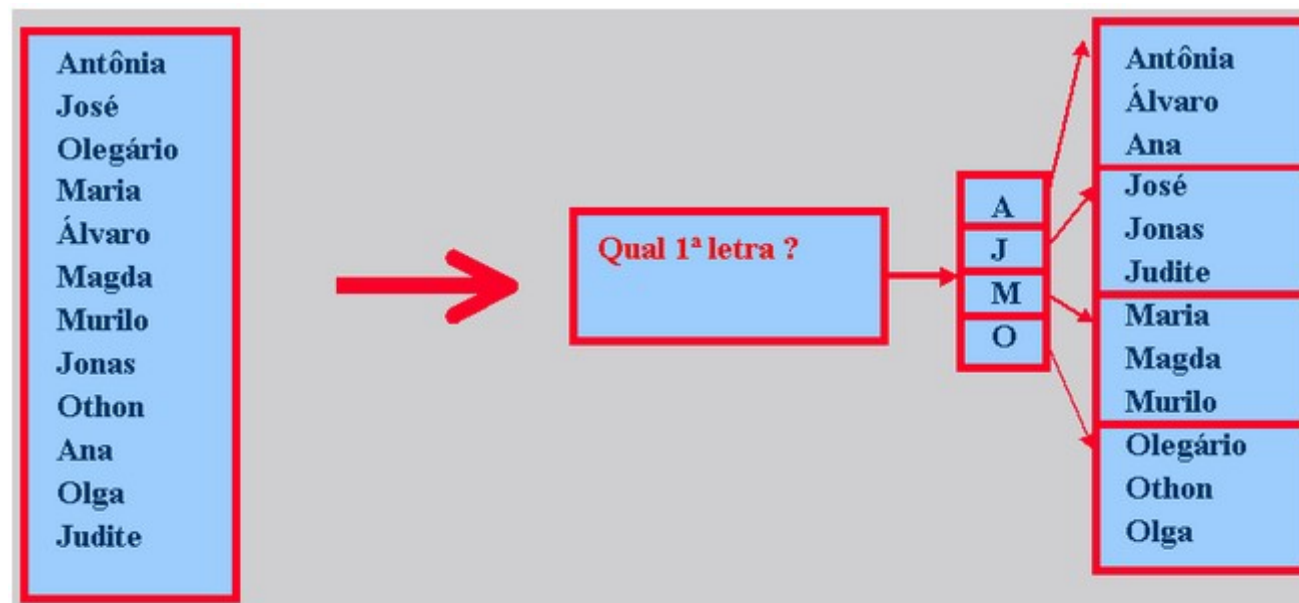 Antônia
José
Olegário
Maria
Álvaro
Magda
Murilo
Jonas
Othon
Ana
Olga
Judite
Qual 1ª letra ?
A
J
M
O
Antônia
Álvaro
Ana
José
Jonas
Judite
Maria
Magda
Murilo
Olegário
Othon
Olga